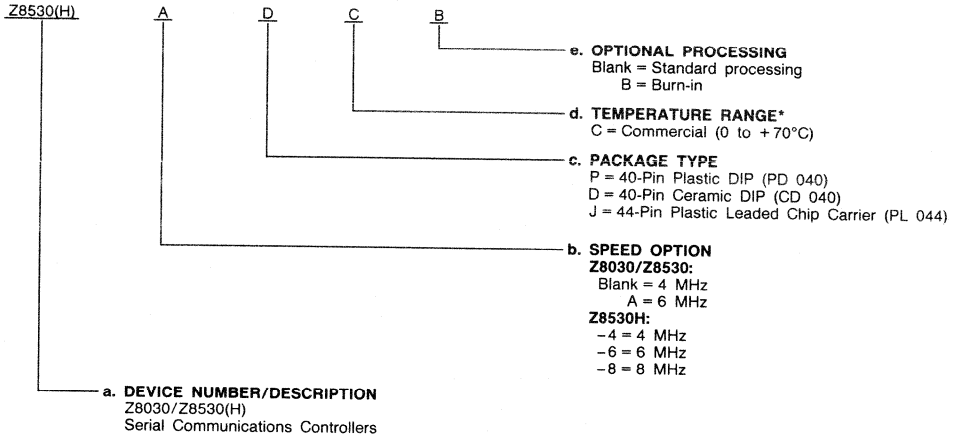 Z8530(H) A D C B
e. OPTIONAL PROCESSING
Blank = Standard processing
B = Burn-in
d. TEMPERATURE RANGE*
C = Commercial (0 to +70°C)
c. PACKAGE TYPE
P = 40-Pin Plastic DIP (PD 040)
D = 40-Pin Ceramic DIP (CD 040)
J = 44-Pin Plastic Leaded Chip Carrier (PL 044)
b. SPEED OPTION
Z8030/Z8530:
Blank = 4 MHz
A = 6 MHz
Z8530H:
-4 = 4 MHz
-6 = 6 MHz
-8 = 8 MHz
a. DEVICE NUMBER/DESCRIPTION
Z8030/Z8530(H)
Serial Communications Controllers